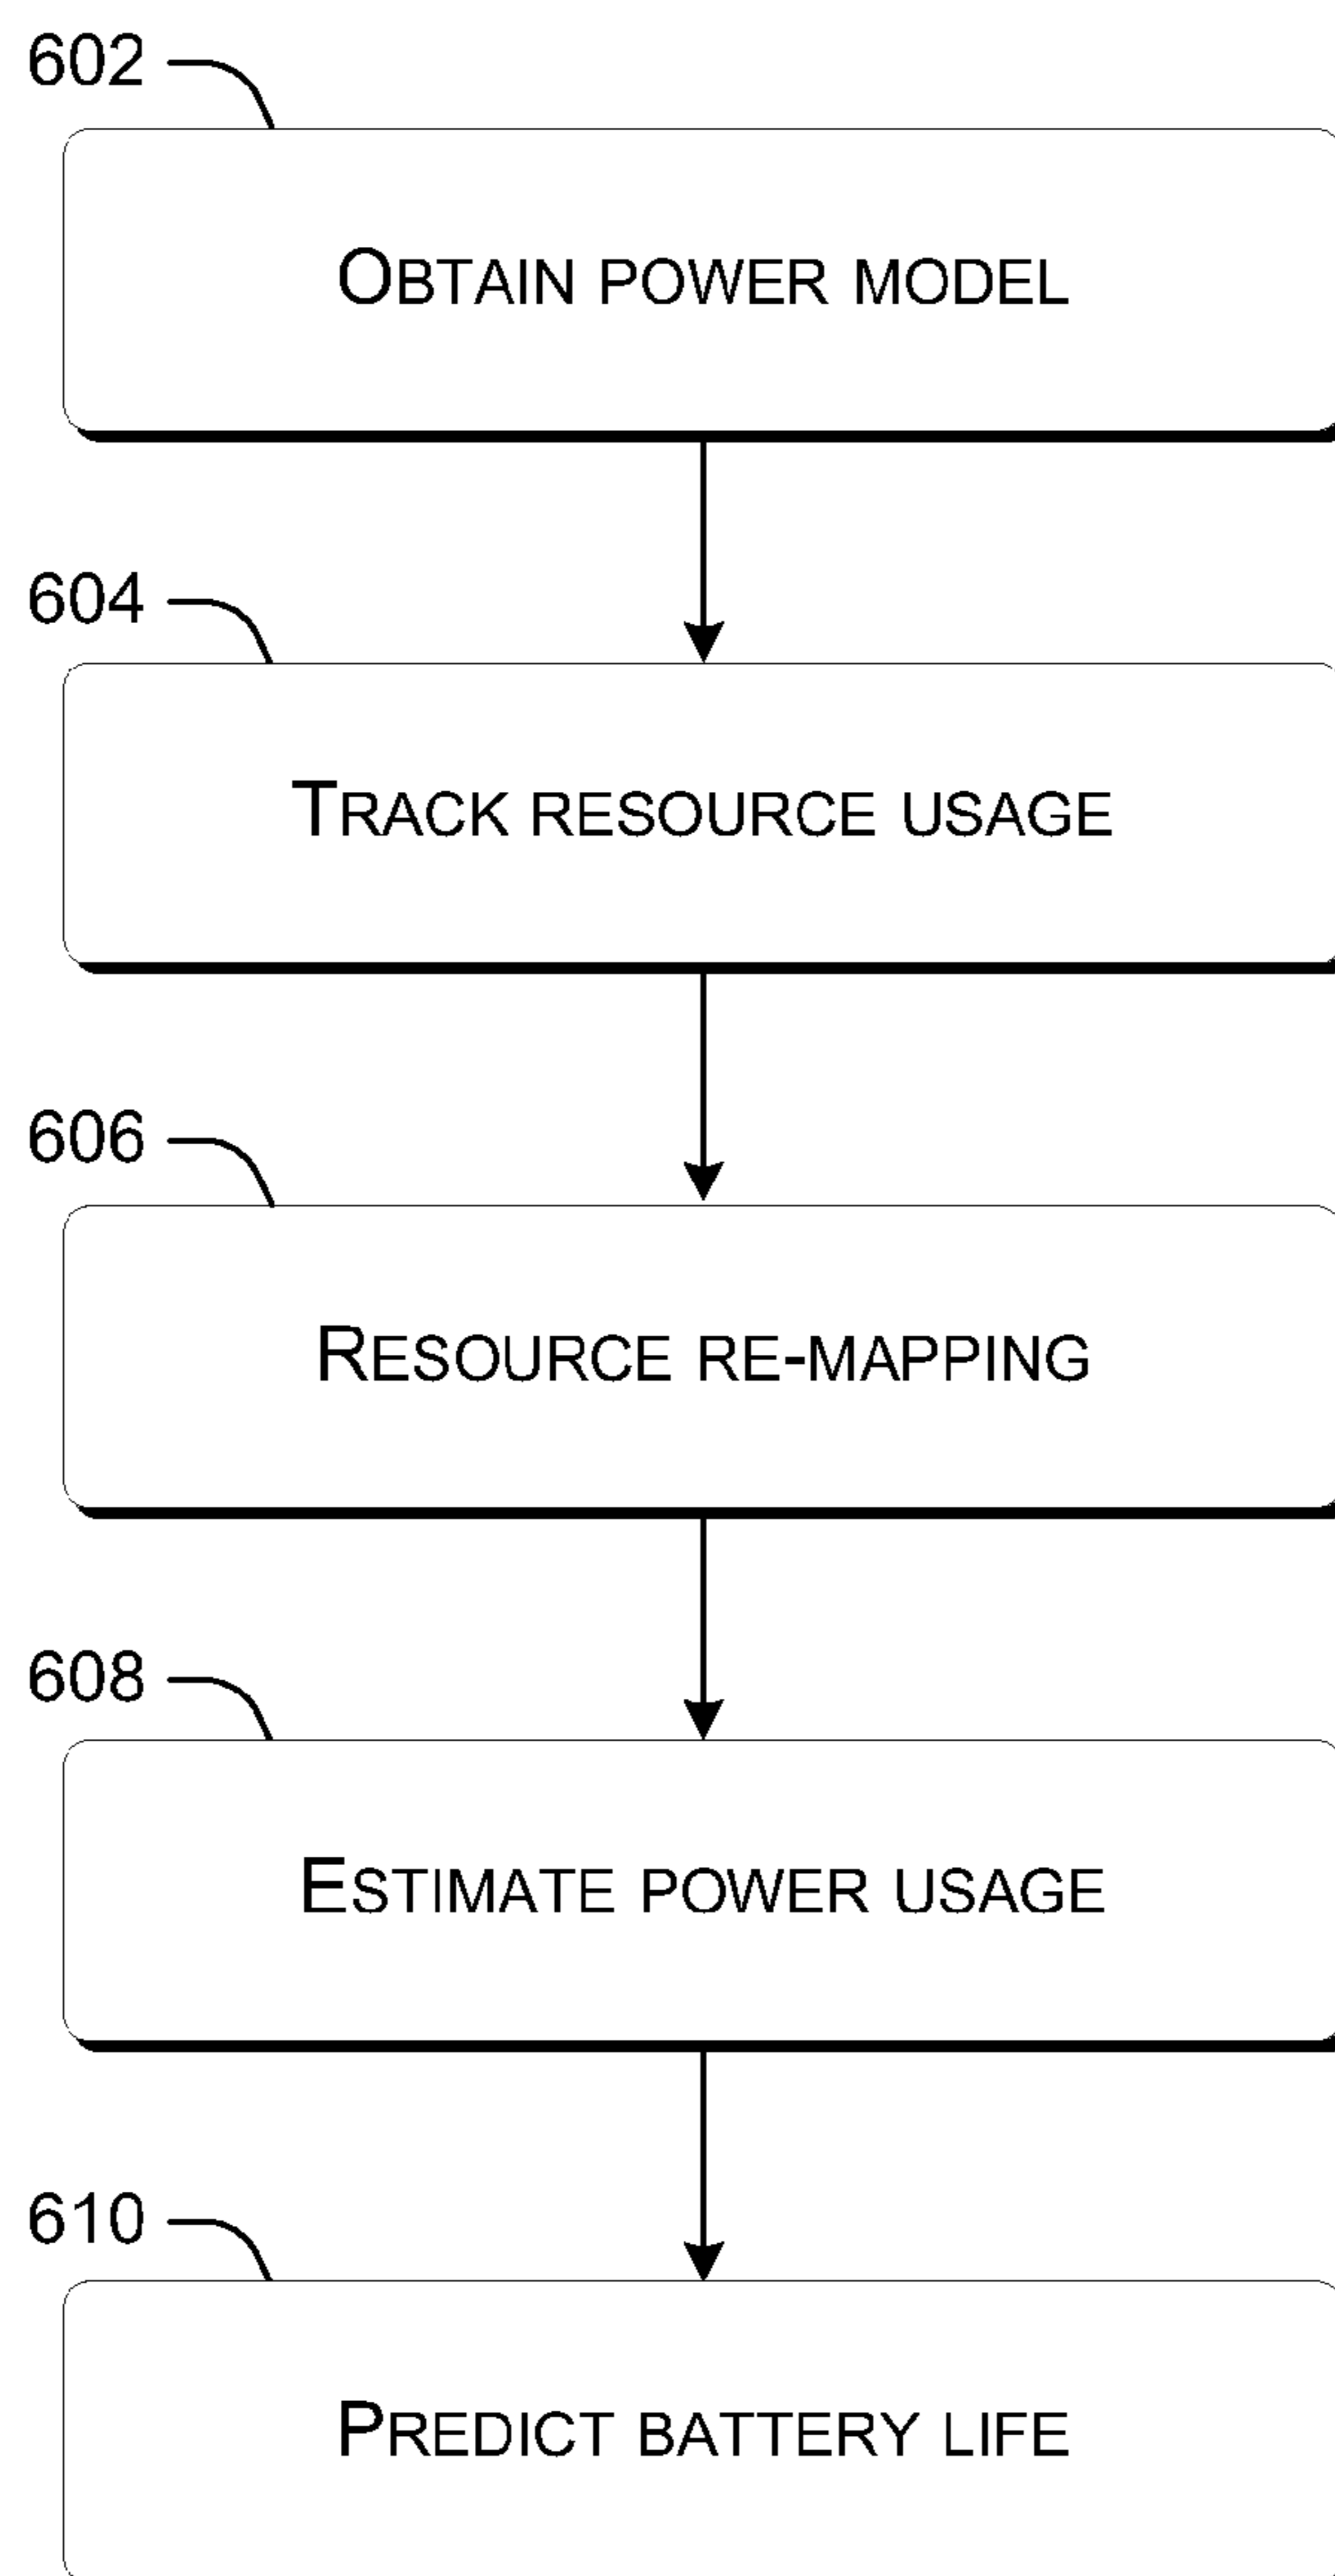 602
OBTAIN POWER MODEL
604
TRACK RESOURCE USAGE
606
RESOURCE RE-MAPPING
608
ESTIMATE POWER USAGE
610
PREDICT BATTERY LIFE